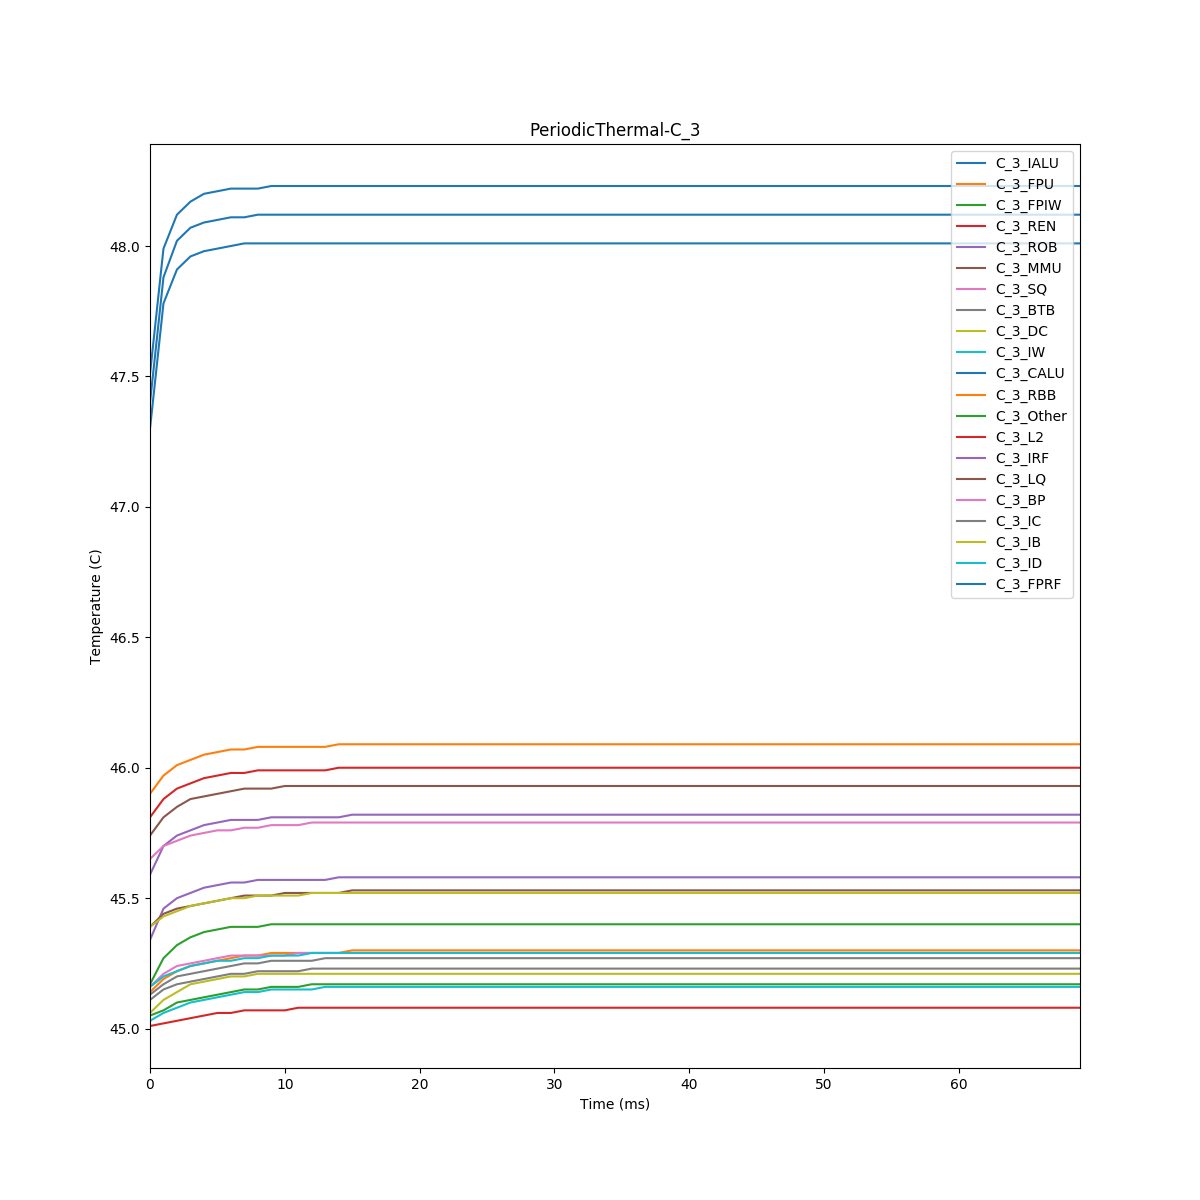 PeriodicThermal-C_3
C_3_IALU
C_3_FPU
C_3_FPIW
C_3_REN
C_3_ROB
C_3_MMU
C_3_SQ
C_3_BTB
C_3_DC
C_3_IW
C_3_CALU
C_3_RBB
C_3_Other
C_3_L2
C_3_IRF
C_3_LQ
C_3_BP
C_3_IC
C_3_IB
C_3_ID
C_3_FPRF
48.0
47.5
47.0
46.5
46.0
45.5
45.0
Temperature (C)
0 10 20 30 40 50 60
Time (ms)